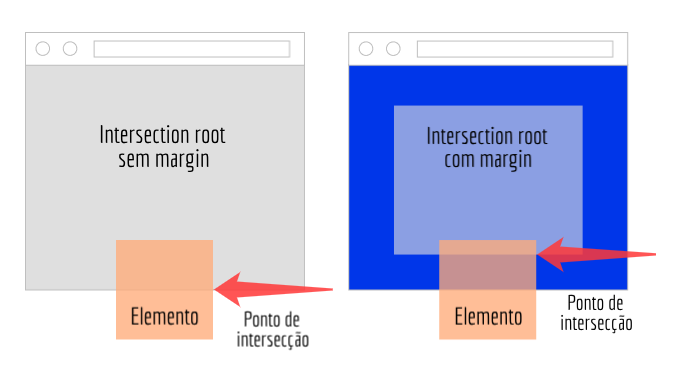 Intersection root
sem margin
Elemento
Ponto de
intersecção
Intersection root
com margin
Elemento
Ponto de
intersecção